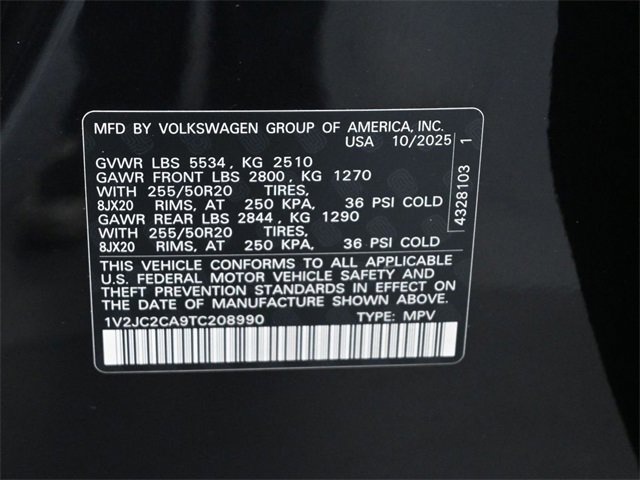 MFD BY VOLKSWAGEN GROUP OF AMERICA, INC.
USA 10/2025
GVWR LBS 5534, KG 2510
GAWR FRONT LBS 2800, KG 1270
WITH 255/50R20 TIRES,
8JX20 RIMS, AT 250 KPA, 36 PSI COLD
GAWR REAR LBS 2844, KG 1290
WITH 255/50R20 TIRES,
8JX20 RIMS, AT 250 KPA, 36 PSI COLD
THIS VEHICLE CONFORMS TO ALL APPLICABLE
U.S. FEDERAL MOTOR VEHICLE SAFETY AND
THEFT PREVENTION STANDARDS IN EFFECT ON
THE DATE OF MANUFACTURE SHOWN ABOVE.
1V2JC2CA9TC208990 TYPE: MPV
4328103 1